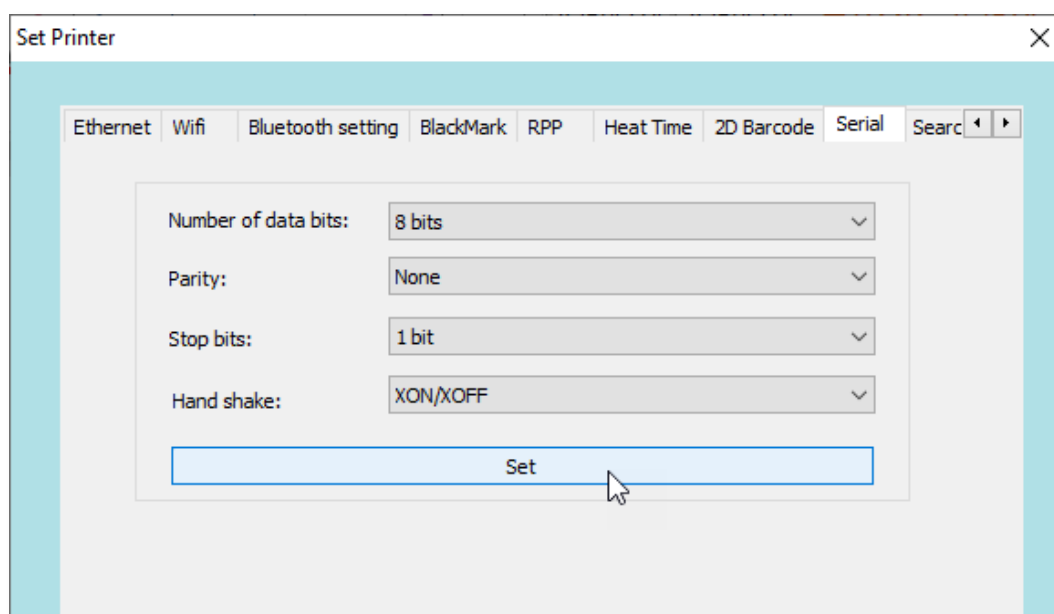 Set Printer
Ethernet Wifi Bluetooth setting BlackMark RPP Heat Time 2D Barcode Serial Searc
Number of data bits: 8 bits
Parity: None
Stop bits: 1 bit
Hand shake: XON/XOFF
Set